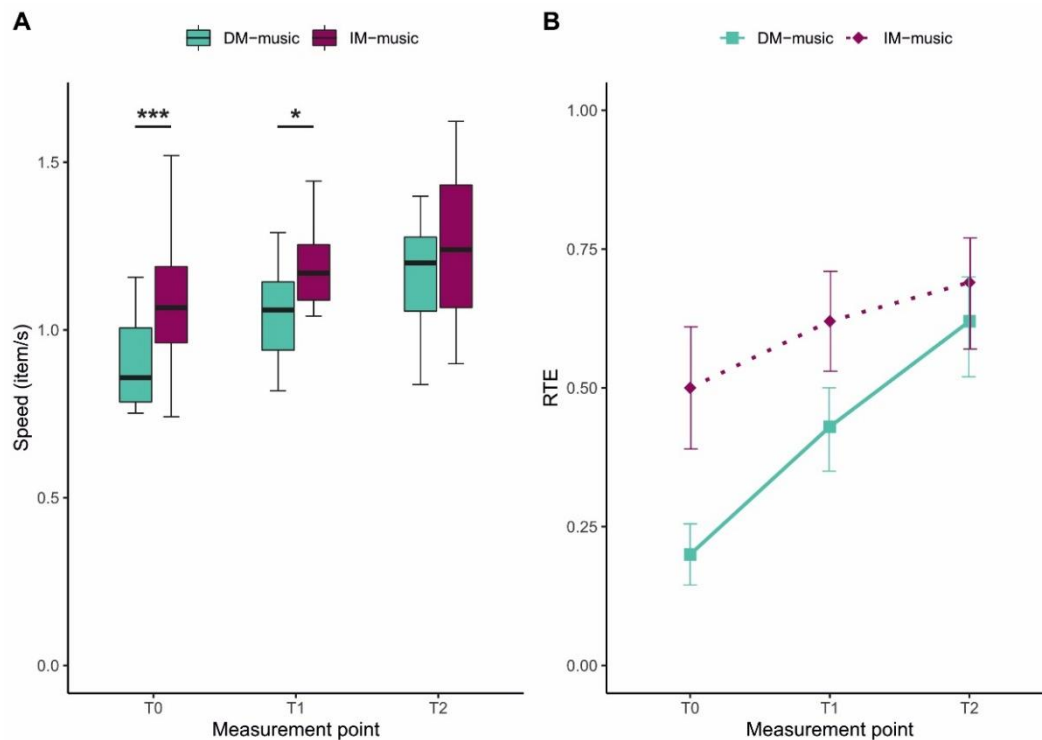 A
DM−music IM−music
***
*
1.5
1.0
0.5
0.0
Speed (item/s)
T0 T1 T2
Measurement point
B
DM−music IM−music
1.00
0.75
0.50
0.25
0.00
RTE
T0 T1 T2
Measurement point